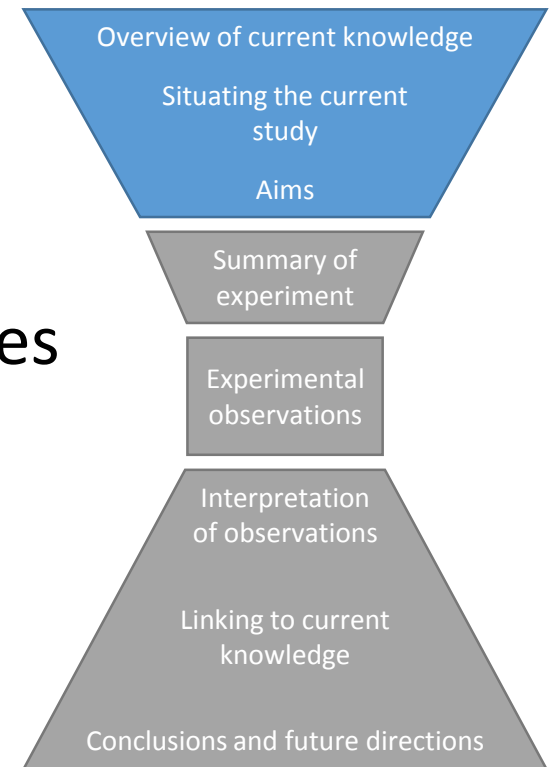 Overview of current knowledge
Situating the current
study
Aims
Summary of
experiment
es
Experimental
observations
Interpretation
of observations
Linking to current
knowledge
Conclusions and future directions